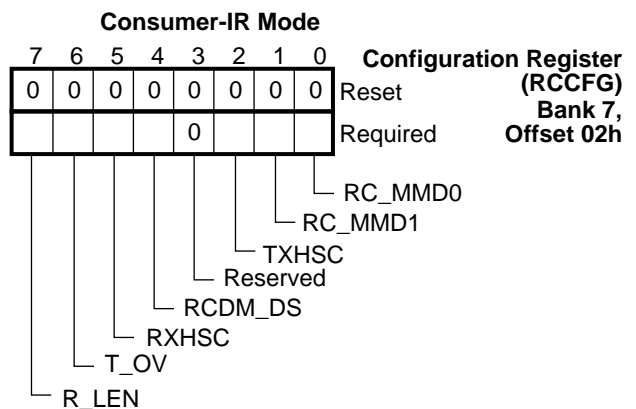 Consumer-IR Mode
7 6 5 4 3 2 1 0
Configuration Register
(RCCFG)
Bank 7,
Offset 02h
0 0 0 0 0 0 0 0 Reset
0 Required
RC_MMD0
RC_MMD1
TXHSC
Reserved
RCDM_DS
RXHSC
T_OV
R_LEN